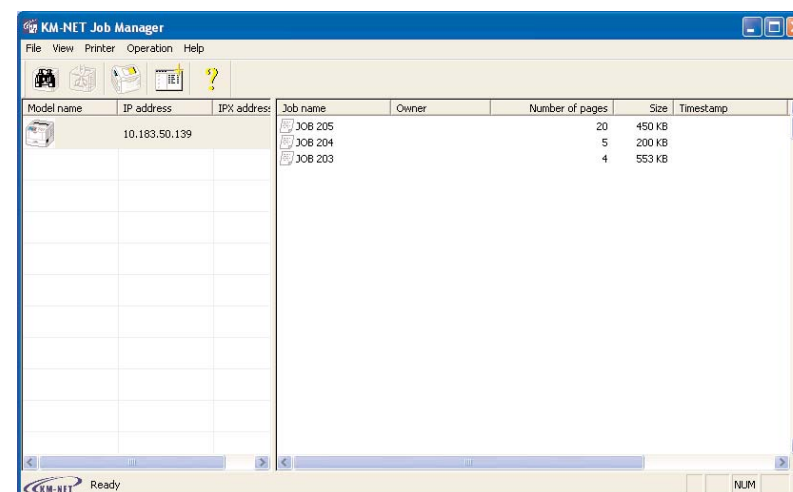 KM-NET Job Manager
File View Printer Operation Help
Model name IP address IPX address Job name Owner Number of pages Size Timestamp
10.183.50.139
JOB 205 20 450 KB
JOB 204 5 200 KB
JOB 203 4 553 KB
KM-NET Ready NUM